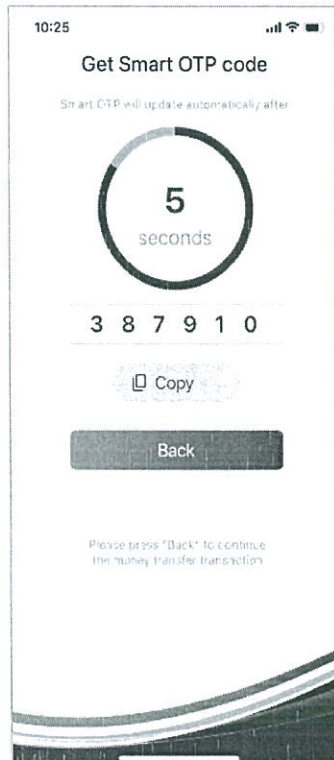 10:25
Get Smart OTP code
Smart OTP will update automatically after
5
seconds
3 8 7 9 1 0
Copy
Back
Please press "Back" to continue
the money transfer transaction